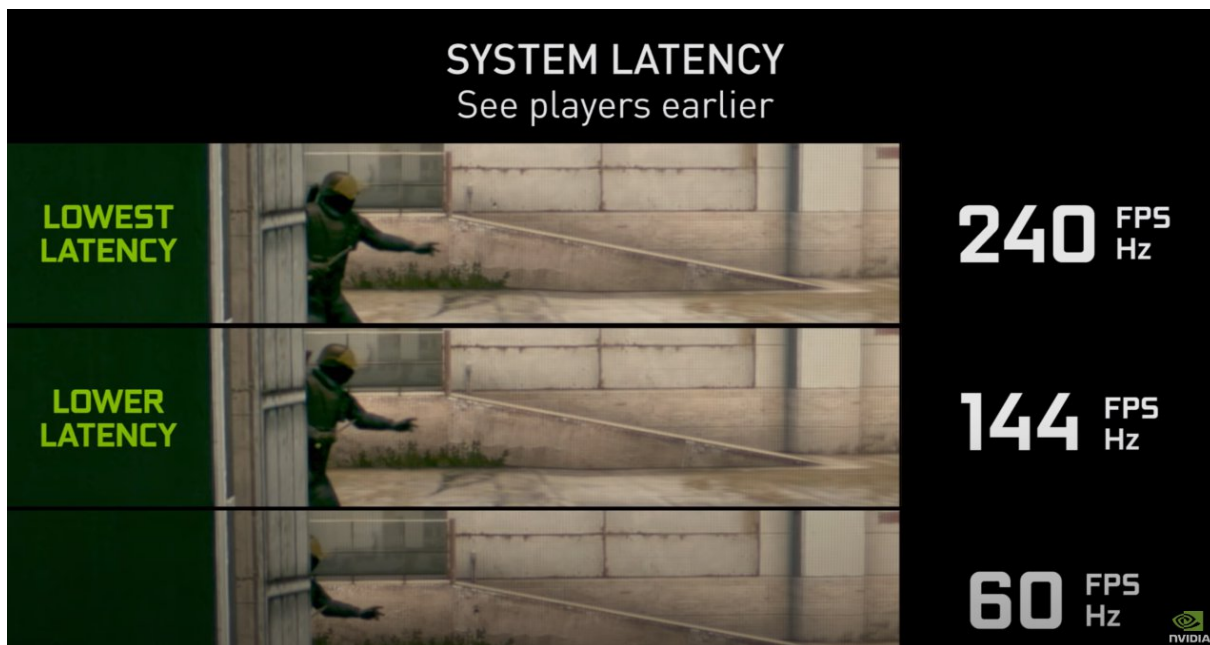 SYSTEM LATENCY
See players earlier
LOWEST
LATENCY
240 FPS
Hz
LOWER
LATENCY
144 FPS
Hz
60 FPS
Hz
NVIDIA